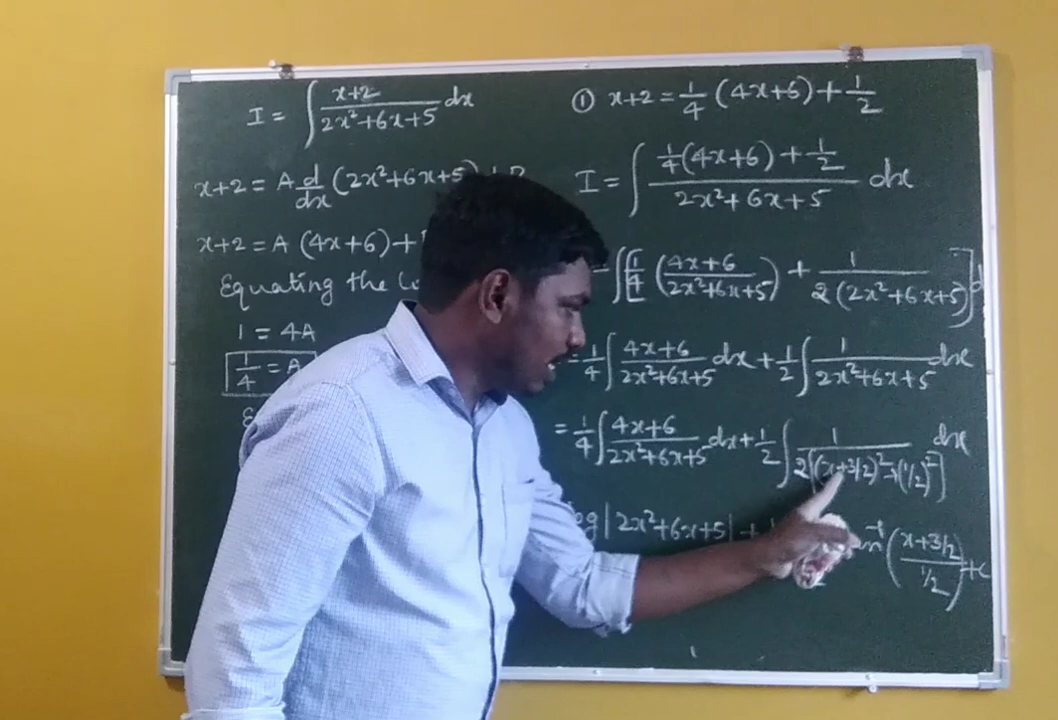 I = ∫ x+2 / 2x²+6x+5 dx
x+2 = A d/dx (2x²+6x+5) +
x+2 = A (4x+6)+
Equating the
1 = 4A
1/4 = A
① x+2 = 1/4 (4x+6) + 1/2
I = ∫ 1/4(4x+6) + 1/2 / 2x²+6x+5 dx
∫[1/4 (4x+6 / 2x²+6x+5) + 1 / 2(2x²+6x+5)] d
= 1/4 ∫ 4x+6 / 2x²+6x+5 dx + 1/2 ∫ 1 / 2x²+6x+5 dx
= 1/4 ∫ 4x+6 / 2x²+6x+5 dx + 1/2 ∫ 1 / 2[(x+3/2)² + (1/2)²] dx
|2x²+6x+5| + (x+3/2 / 1/2) + c